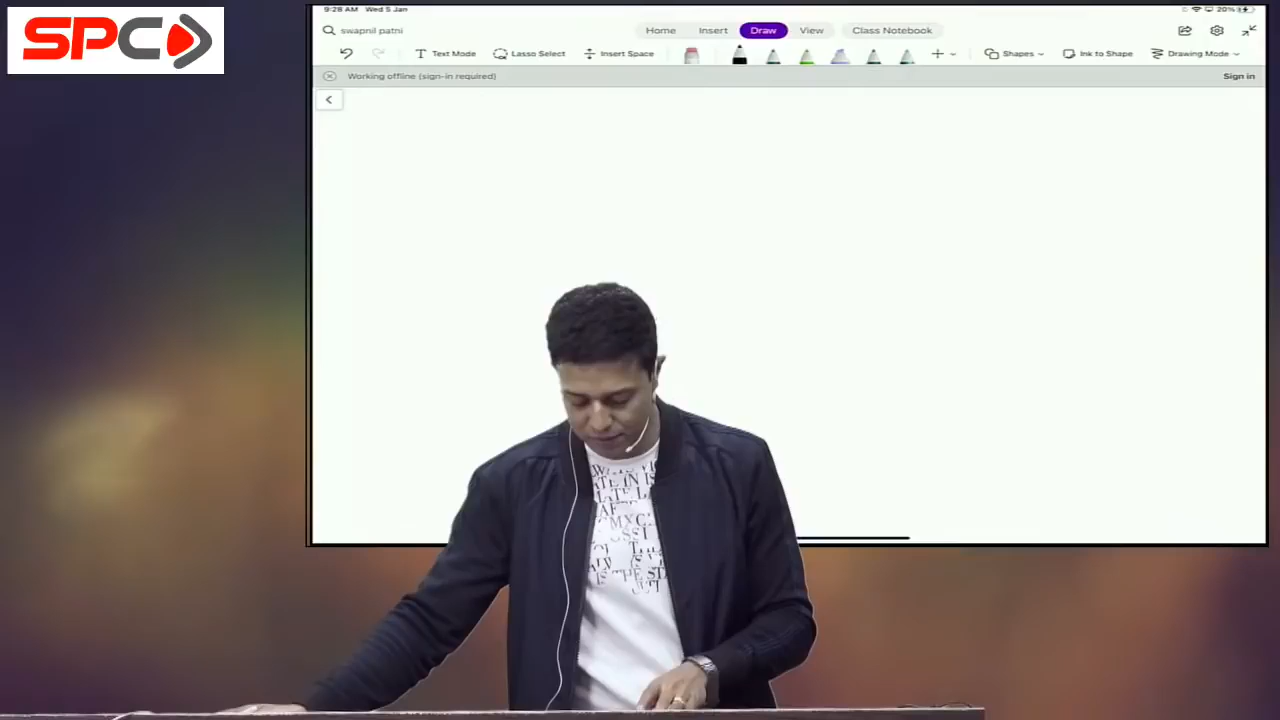 SPC
9:28 AM Wed 5 Jan
20%
swapnil patni
Home Insert Draw View Class Notebook
Text Mode Lasso Select Insert Space Shapes Ink to Shape Drawing Mode
Working offline (sign-in required) Sign in